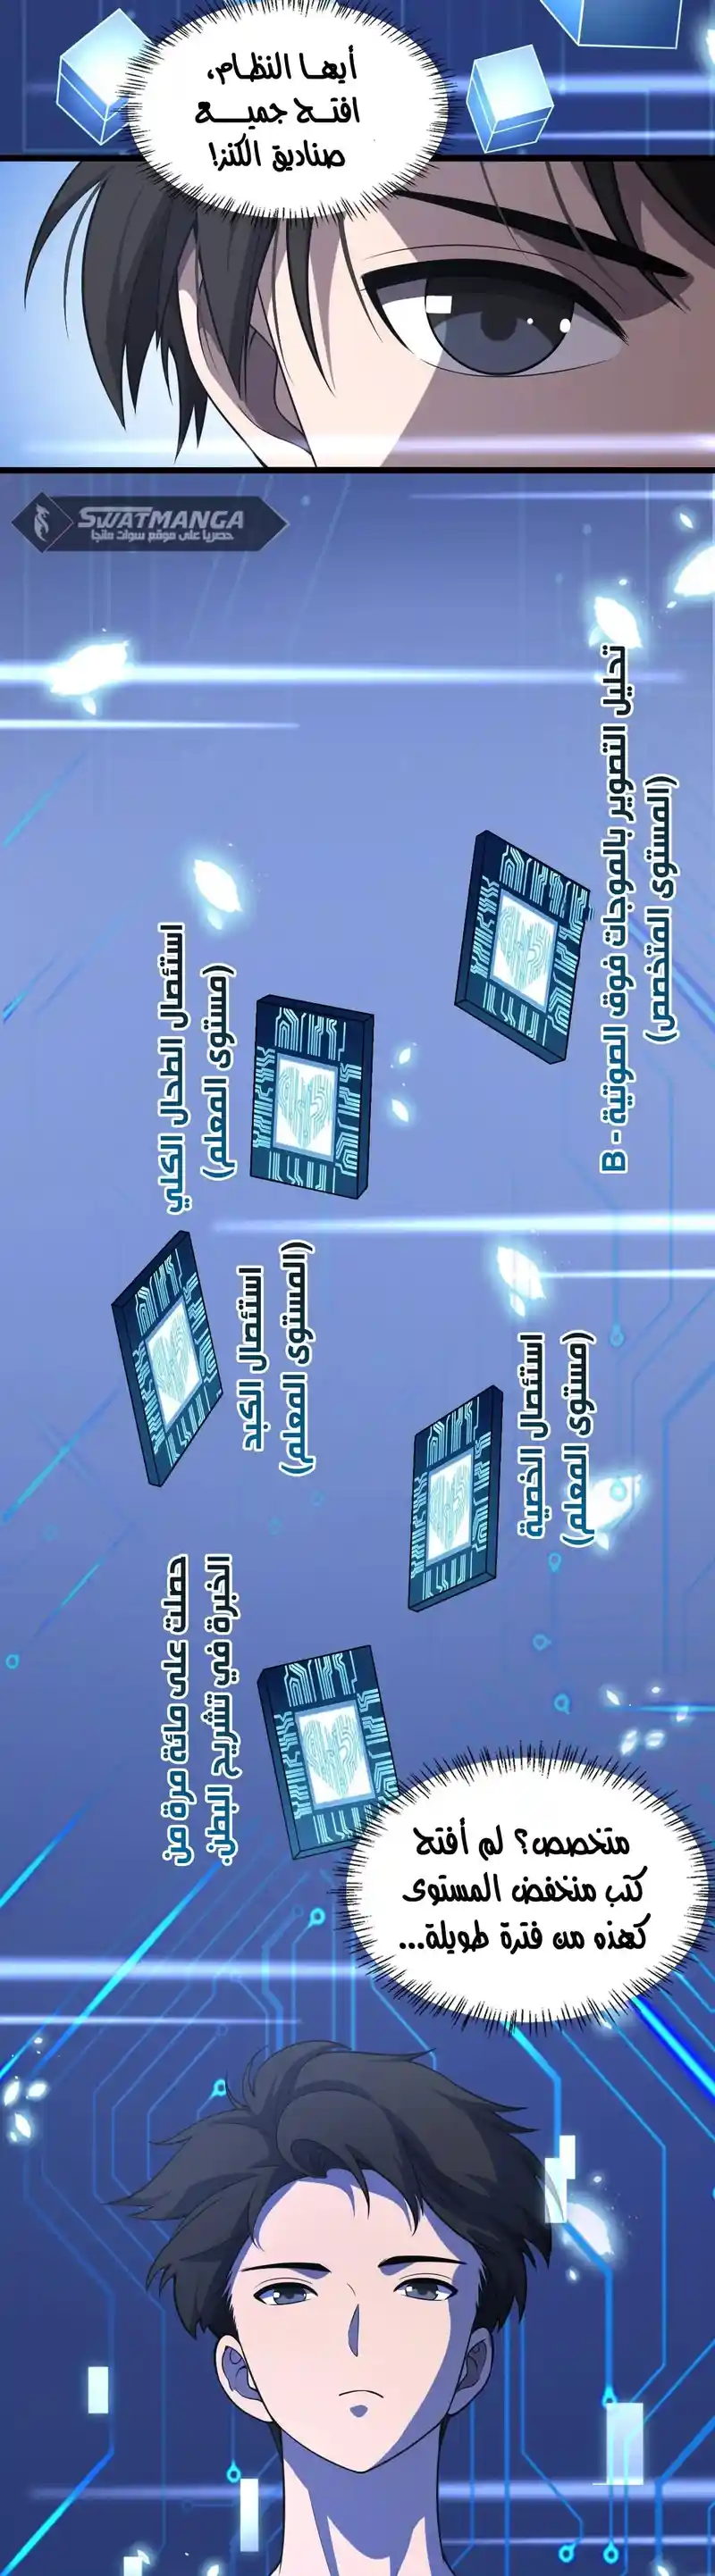 أيها النظام،
افتح جميع
صناديق الكنز!
SWATMANGA
حصريا على موقع سوات مانجا
تحليل التصوير بالموجات فوق الصوتية - B
(المستوى المتخصص)
استئصال الطحال الكلي
(مستوى المعلم)
استئصال الكبد
(المستوى المعلم)
استئصال الخصية
(مستوى المعلم)
حصلت على مائة مرة من
الخبرة في تشريح البطن.
متخصص؟ لم أفتح
كتب منخفض المستوى
كهذه من فترة طويلة...